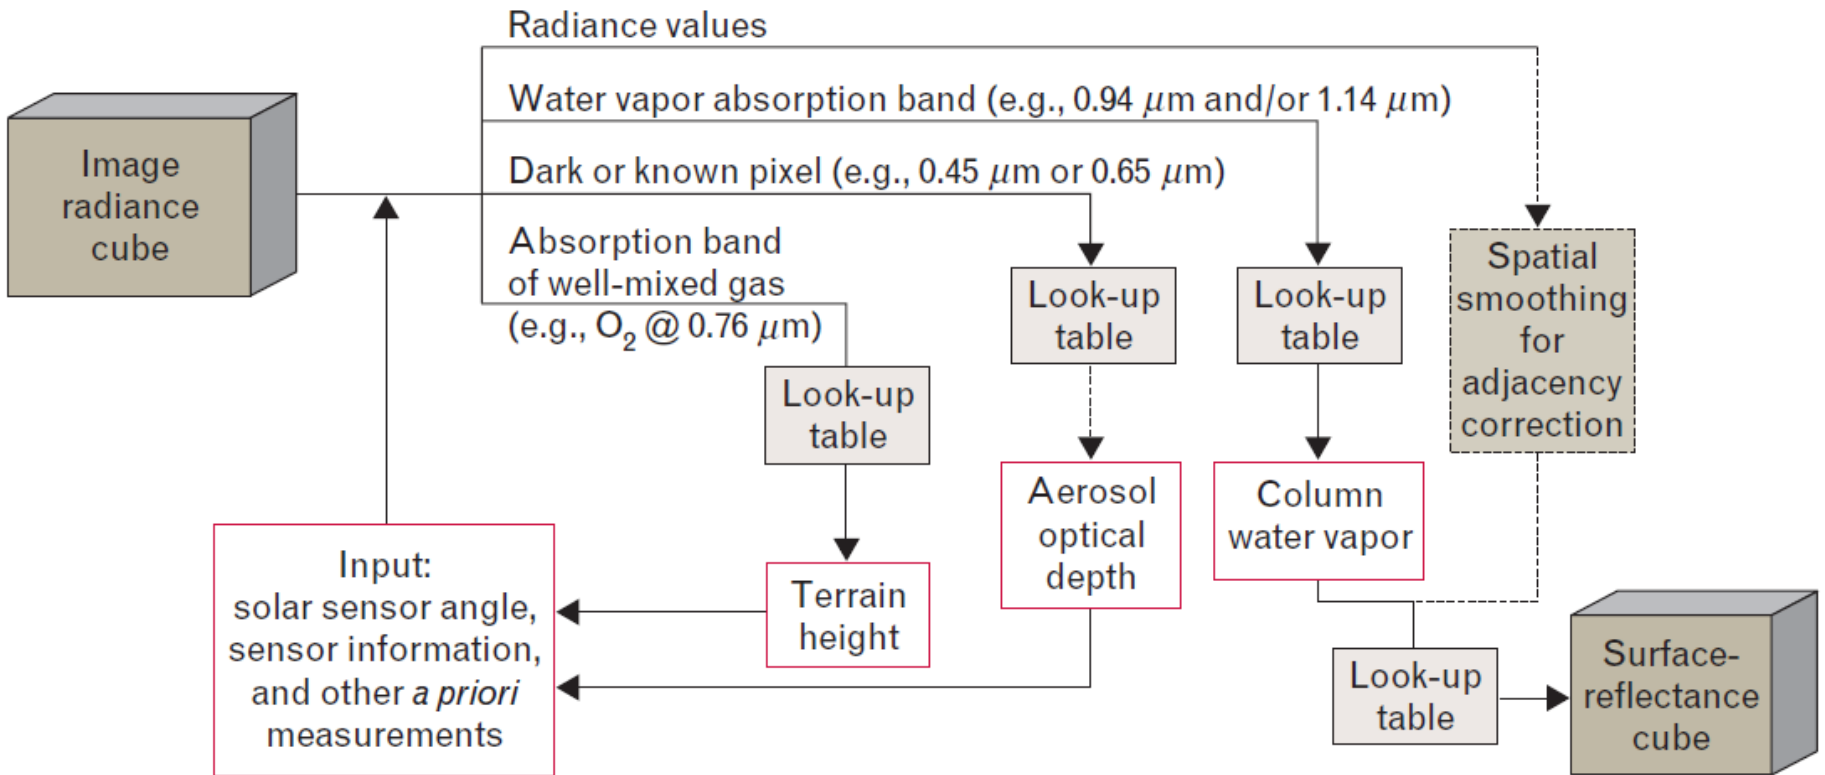 Radiance values
Water vapor absorption band (e.g., 0.94 μm and/or 1.14 μm)
Dark or known pixel (e.g., 0.45 μm or 0.65 μm)
Absorption band
of well-mixed gas
(e.g., O₂ @ 0.76 μm)
Image
radiance
cube
Look-up
table
Look-up
table
Look-up
table
Spatial
smoothing
for
adjacency
correction
Input:
solar sensor angle,
sensor information,
and other a priori
measurements
Terrain
height
Aerosol
optical
depth
Column
water vapor
Look-up
table
Surface-
reflectance
cube